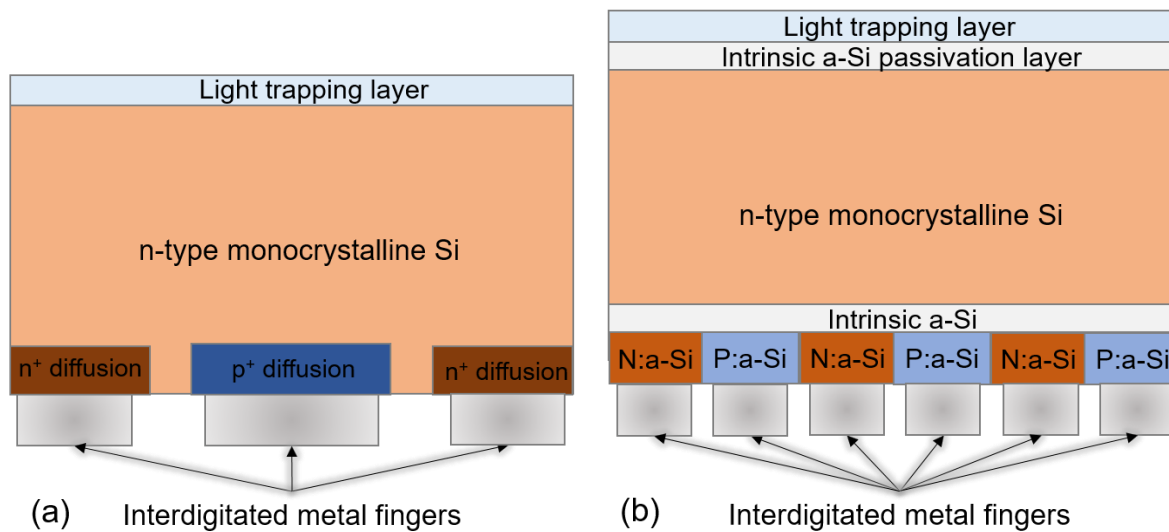 Light trapping layer
n-type monocrystalline Si
n⁺ diffusion
p⁺ diffusion
n⁺ diffusion
(a)
Interdigitated metal fingers
Light trapping layer
Intrinsic a-Si passivation layer
n-type monocrystalline Si
Intrinsic a-Si
N:a-Si
P:a-Si
N:a-Si
P:a-Si
N:a-Si
P:a-Si
(b)
Interdigitated metal fingers